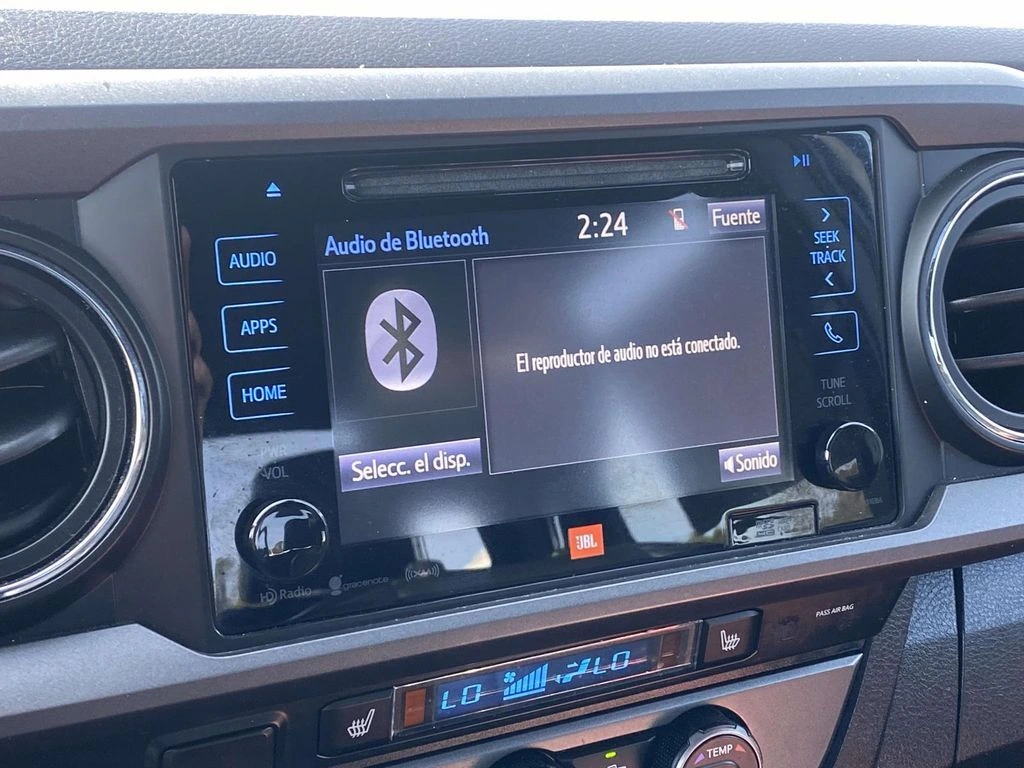 Audio de Bluetooth
2:24
Fuente
AUDIO
APPS
HOME
El reproductor de audio no está conectado.
Selecc. el disp.
Sonido
SEEK
TRACK
TUNE
SCROLL
PWR
VOL
JBL
HD Radio
gracenote
((XM))
PASS AIR BAG
LO
LO
TEMP